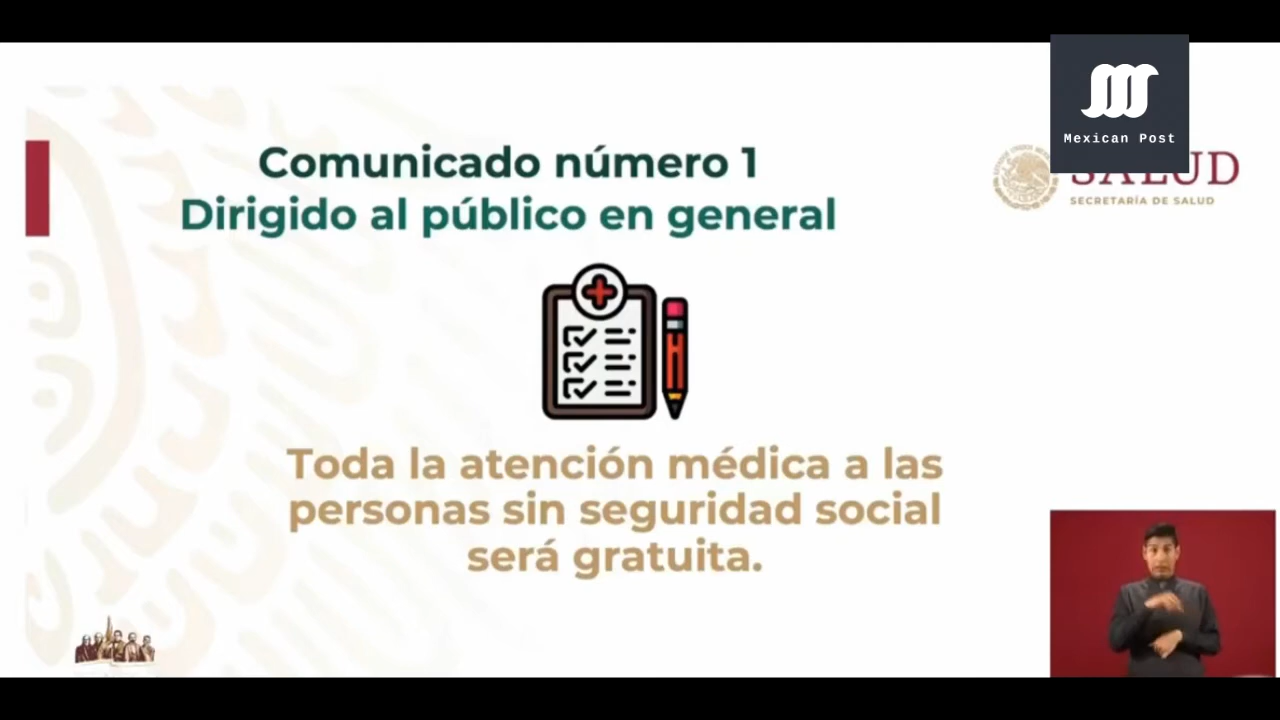 Mexican Post
Comunicado número 1
Dirigido al público en general
SALUD
SECRETARÍA DE SALUD
Toda la atención médica a las
personas sin seguridad social
será gratuita.